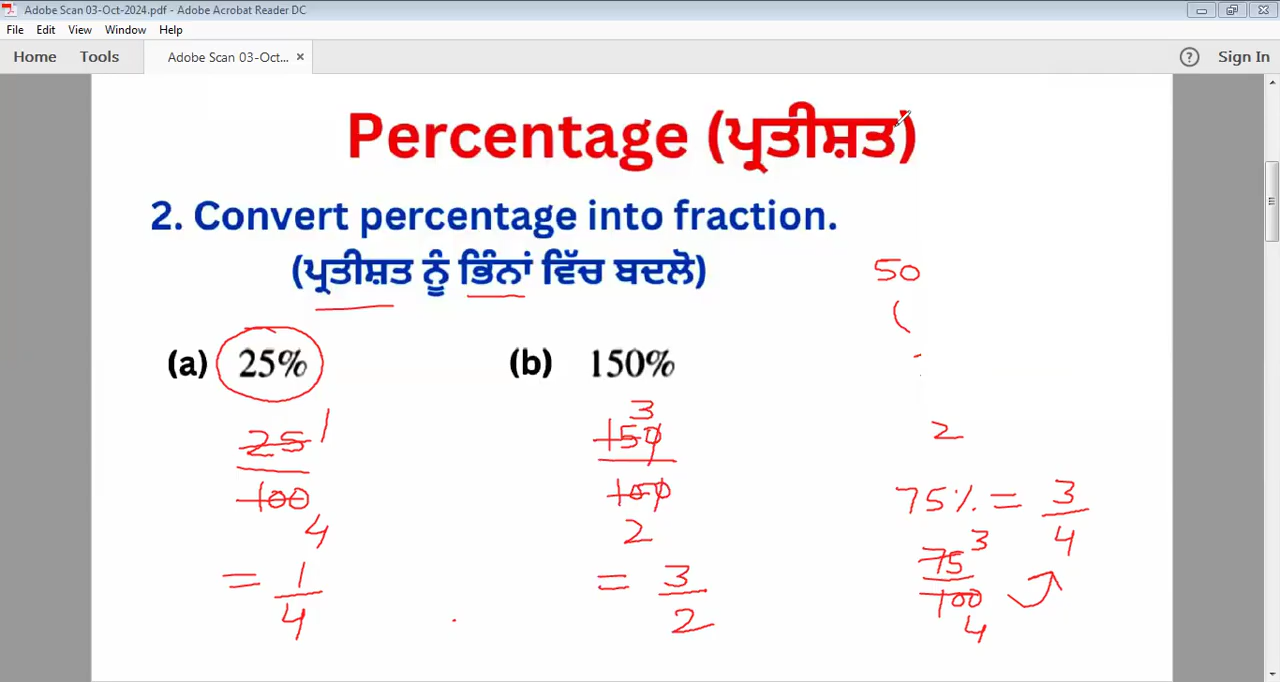 Adobe Scan 03-Oct-2024.pdf - Adobe Acrobat Reader DC
File Edit View Window Help
Home Tools Adobe Scan 03-Oct... × ? Sign In
Percentage (ਪ੍ਰਤੀਸ਼ਤ)
2. Convert percentage into fraction.
(ਪ੍ਰਤੀਸ਼ਤ ਨੂੰ ਭਿੰਨਾਂ ਵਿੱਚ ਬਦਲੋ)
50
(a) 25% (b) 150%
3
25 1 150
2
100 100
75% = 3/4
4 2
3
75
= 1/4 = 3/2
100
4